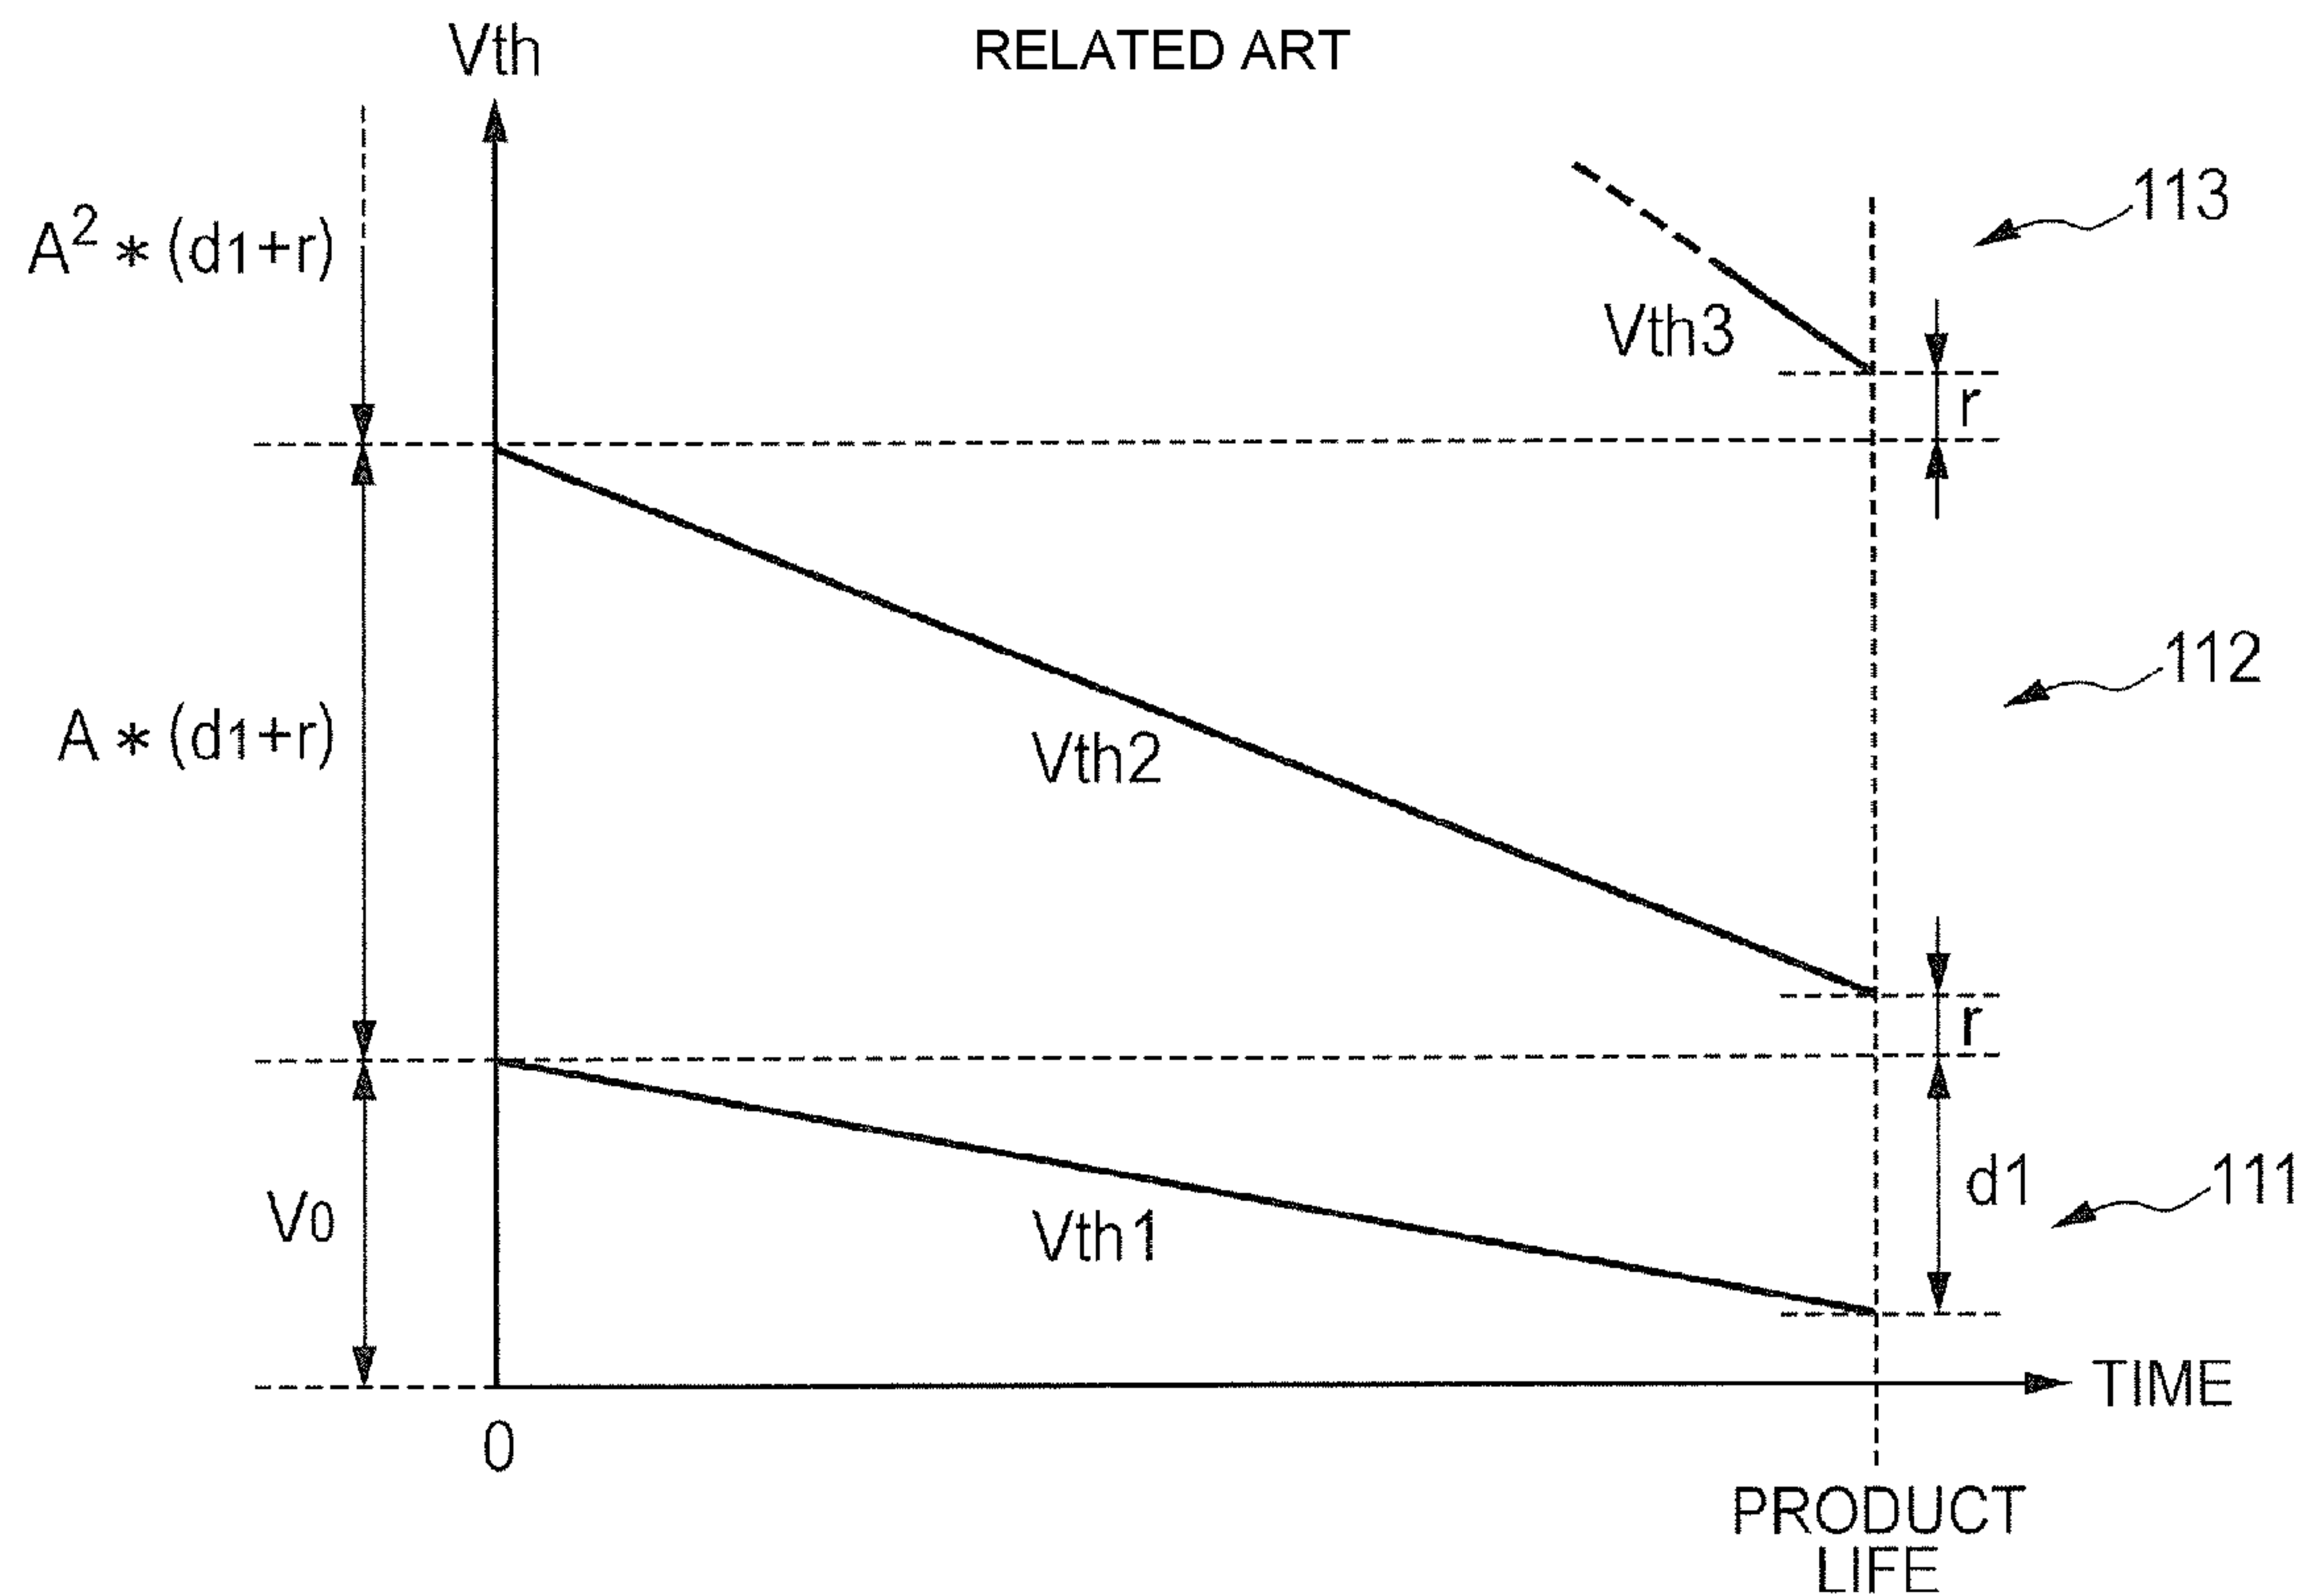 RELATED ART
Vth
113
A² * (d1+r)
Vth3
r
112
A * (d1+r)
Vth2
r
d1
111
V0
Vth1
TIME
0
PRODUCT
LIFE